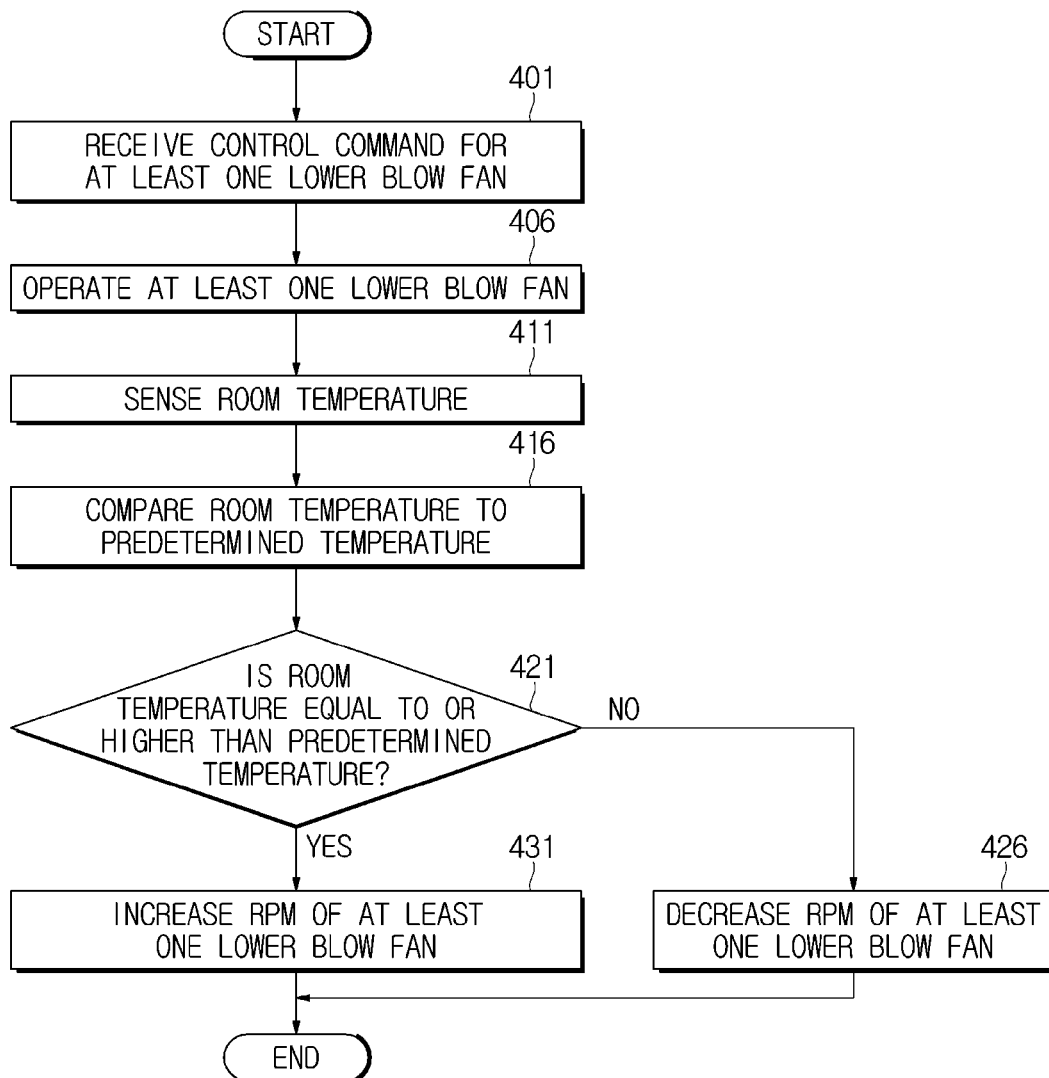 START
401
RECEIVE CONTROL COMMAND FOR
AT LEAST ONE LOWER BLOW FAN
406
OPERATE AT LEAST ONE LOWER BLOW FAN
411
SENSE ROOM TEMPERATURE
416
COMPARE ROOM TEMPERATURE TO
PREDETERMINED TEMPERATURE
421
IS ROOM
TEMPERATURE EQUAL TO OR
HIGHER THAN PREDETERMINED
TEMPERATURE?
NO
YES
431
INCREASE RPM OF AT LEAST
ONE LOWER BLOW FAN
426
DECREASE RPM OF AT LEAST
ONE LOWER BLOW FAN
END